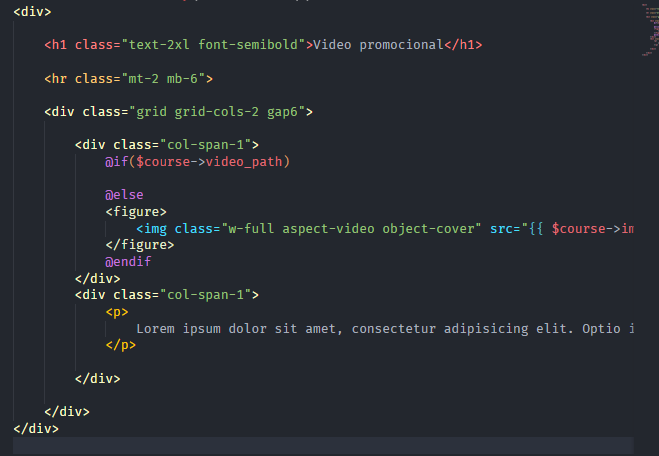 <div>
<h1 class="text-2xl font-semibold">Video promocional</h1>
<hr class="mt-2 mb-6">
<div class="grid grid-cols-2 gap6">
<div class="col-span-1">
@if($course->video_path)
@else
<figure>
<img class="w-full aspect-video object-cover" src="{{ $course->im
</figure>
@endif
</div>
<div class="col-span-1">
<p>
Lorem ipsum dolor sit amet, consectetur adipisicing elit. Optio i
</p>
</div>
</div>
</div>